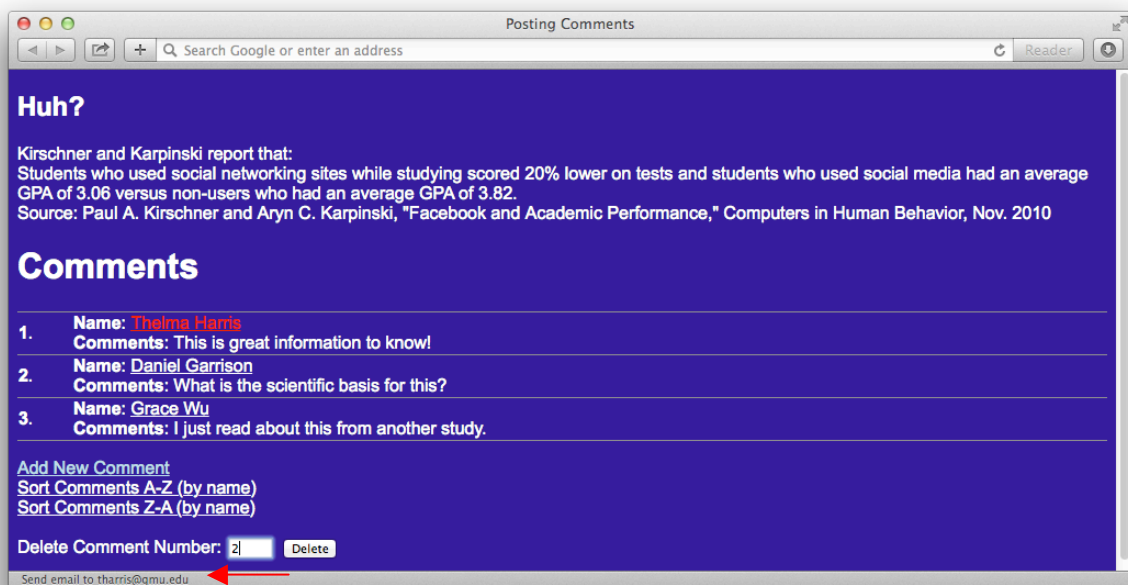 Posting Comments
Search Google or enter an address
Reader
Huh?
Kirschner and Karpinski report that:
Students who used social networking sites while studying scored 20% lower on tests and students who used social media had an average
GPA of 3.06 versus non-users who had an average GPA of 3.82.
Source: Paul A. Kirschner and Aryn C. Karpinski, "Facebook and Academic Performance," Computers in Human Behavior, Nov. 2010
Comments
1.
Name: Thelma Harris
Comments: This is great information to know!
2.
Name: Daniel Garrison
Comments: What is the scientific basis for this?
3.
Name: Grace Wu
Comments: I just read about this from another study.
Add New Comment
Sort Comments A-Z (by name)
Sort Comments Z-A (by name)
Delete Comment Number: 2 Delete
Send email to tharris@gmu.edu